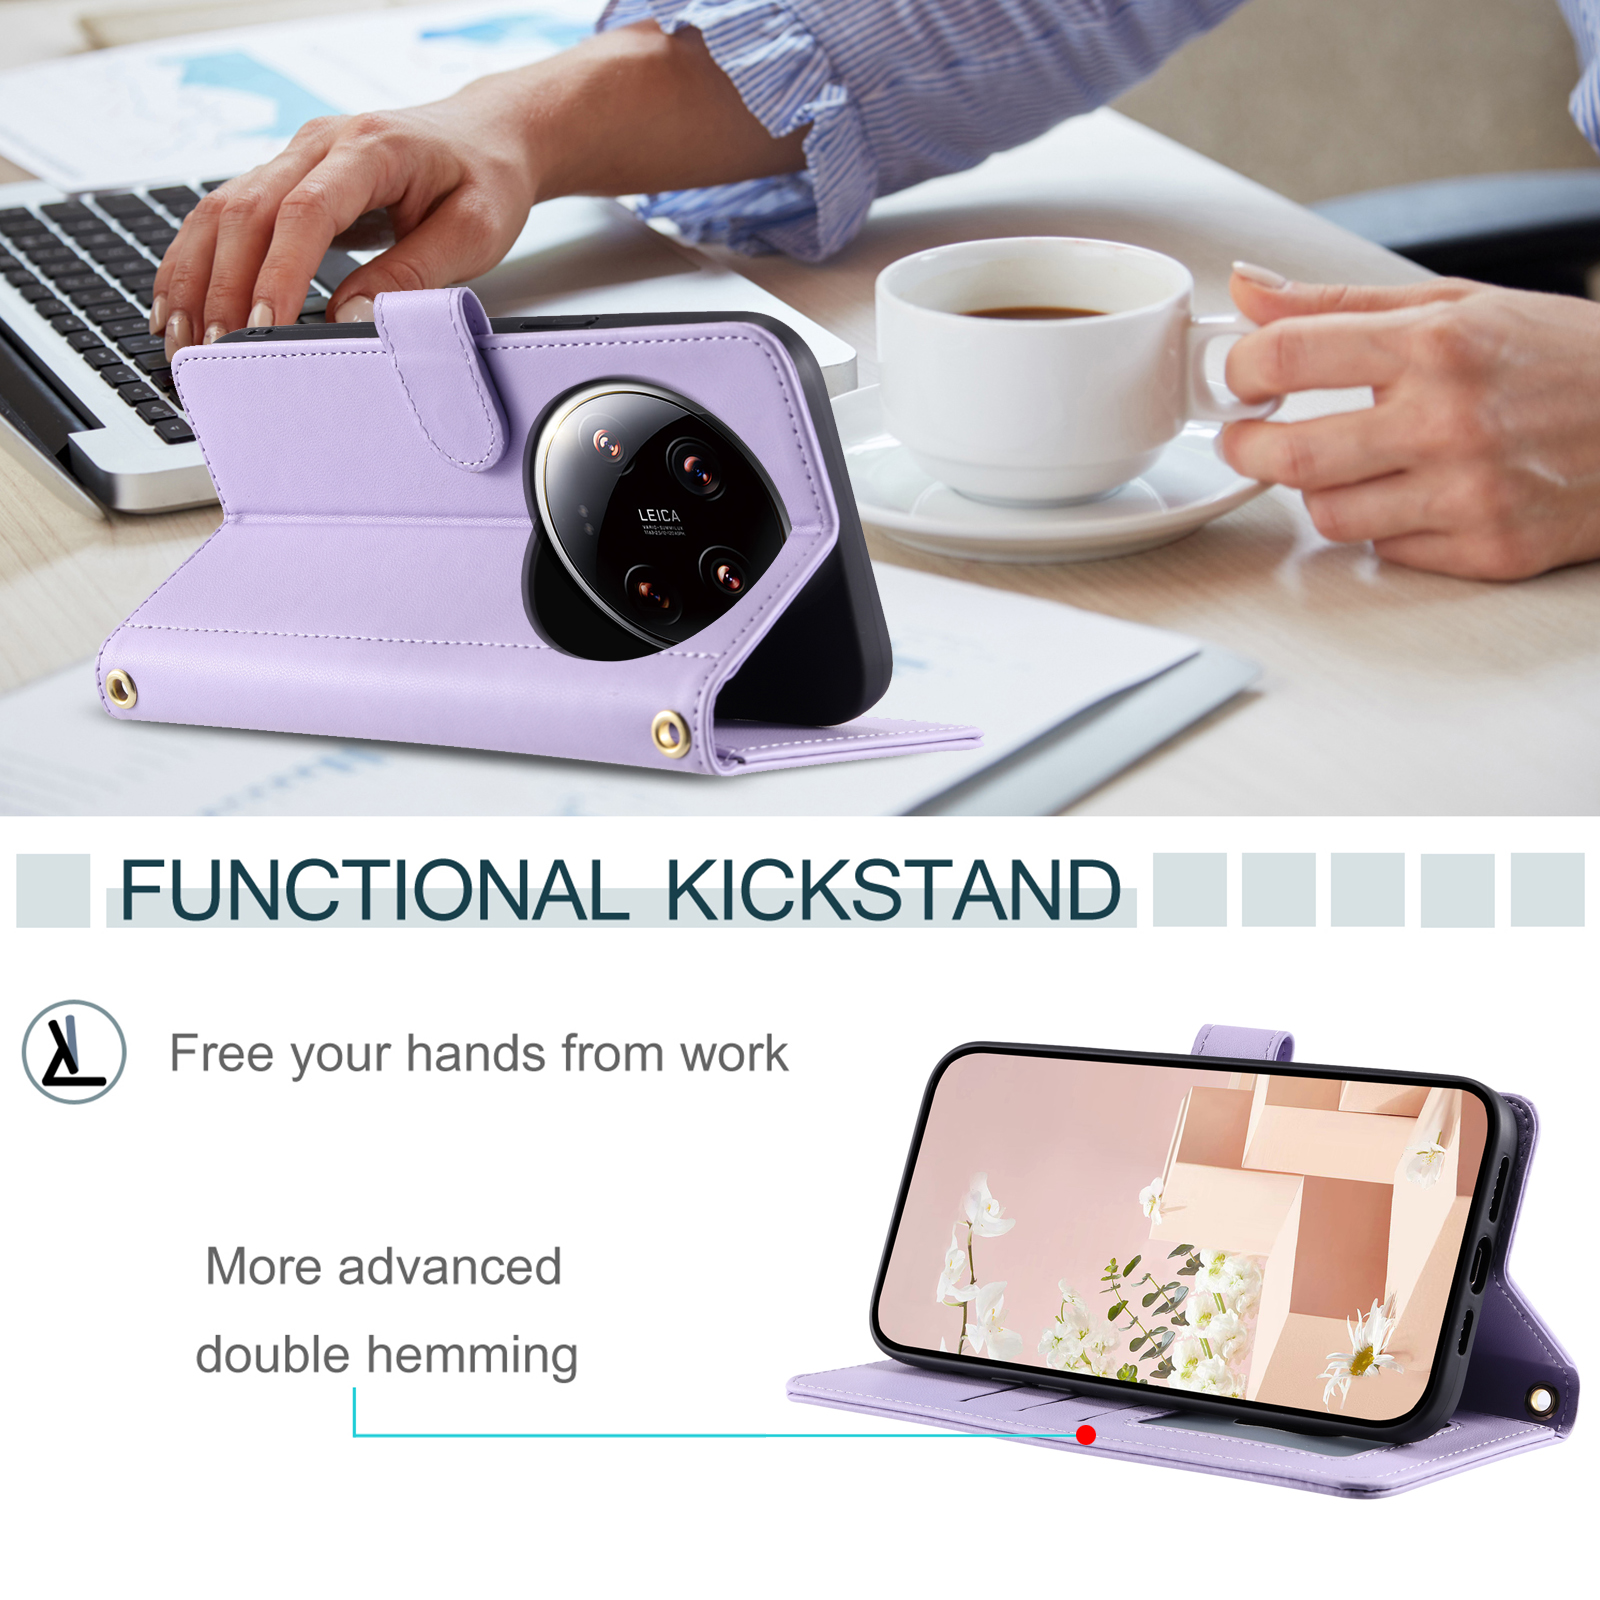 LEICA
FUNCTIONAL KICKSTAND
Free your hands from work
More advanced
double hemming